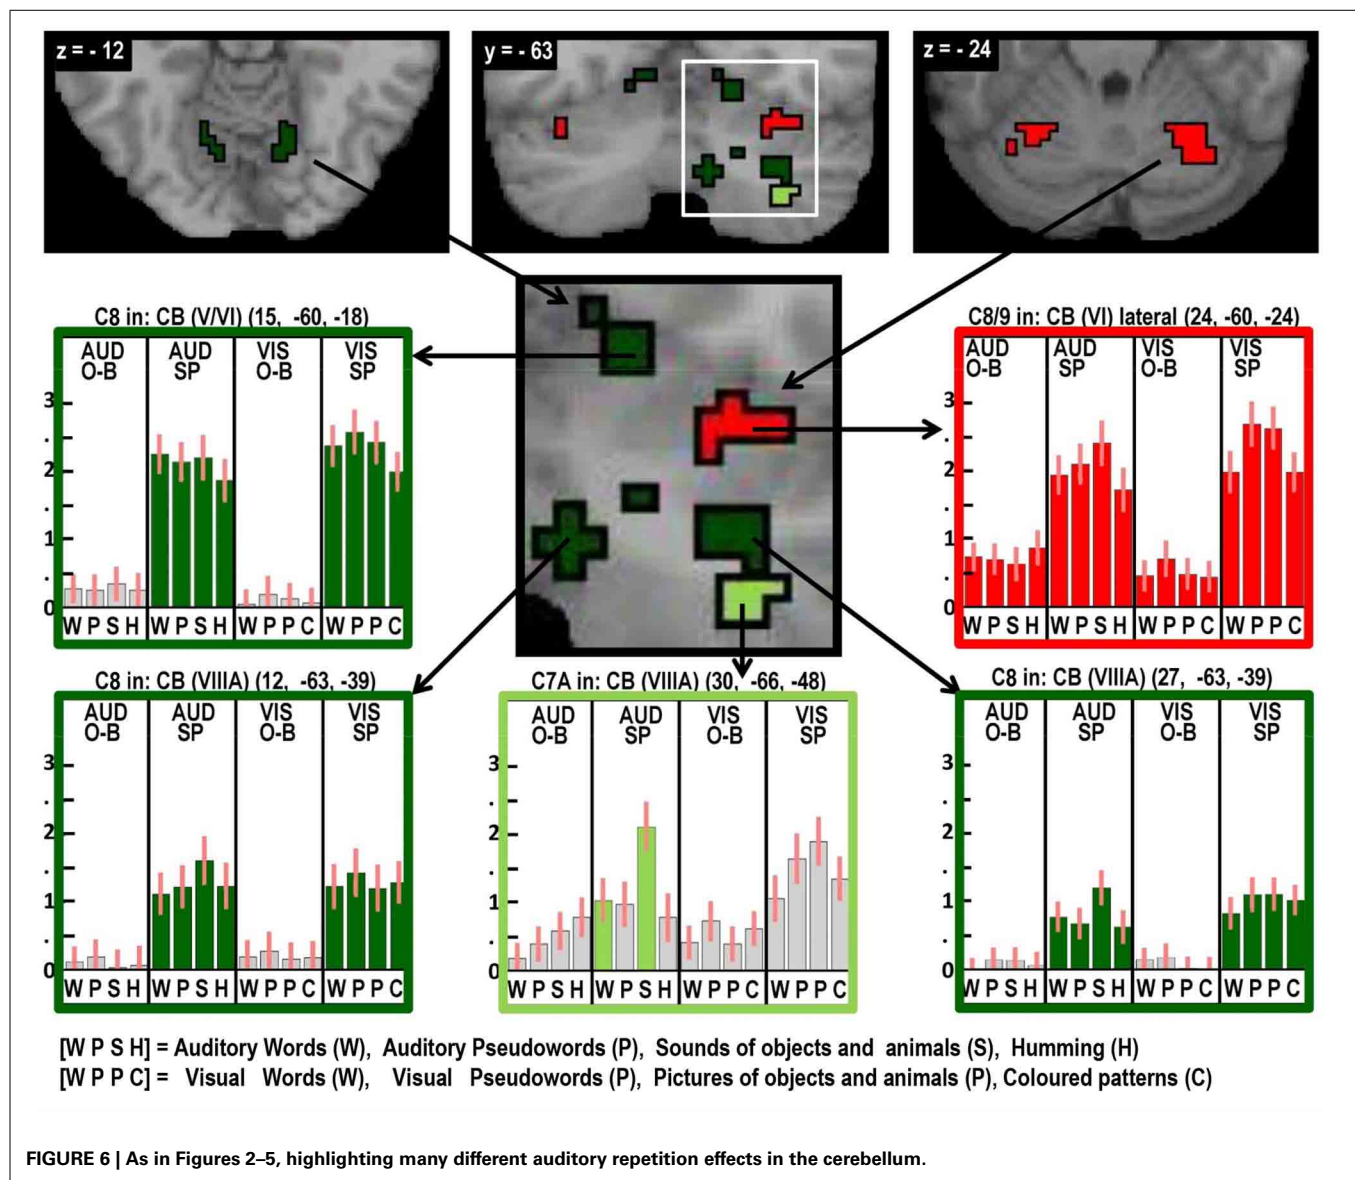 z = - 12
y = - 63
z = - 24
C8 in: CB (V/VI) (15, -60, -18)
AUD AUD VIS VIS
O-B SP O-B SP
3
2
1
0
W P S H W P S H W P P C W P P C
C8/9 in: CB (VI) lateral (24, -60, -24)
AUD AUD VIS VIS
O-B SP O-B SP
3
2
1
0
W P S H W P S H W P P C W P P C
C8 in: CB (VIIIA) (12, -63, -39)
AUD AUD VIS VIS
O-B SP O-B SP
3
2
1
0
W P S H W P S H W P P C W P P C
C7A in: CB (VIIIA) (30, -66, -48)
AUD AUD VIS VIS
O-B SP O-B SP
3
2
1
0
W P S H W P S H W P P C W P P C
C8 in: CB (VIIIA) (27, -63, -39)
AUD AUD VIS VIS
O-B SP O-B SP
3
2
1
0
W P S H W P S H W P P C W P P C
[W P S H] = Auditory Words (W), Auditory Pseudowords (P), Sounds of objects and animals (S), Humming (H)
[W P P C] = Visual Words (W), Visual Pseudowords (P), Pictures of objects and animals (P), Coloured patterns (C)
FIGURE 6 | As in Figures 2–5, highlighting many different auditory repetition effects in the cerebellum.